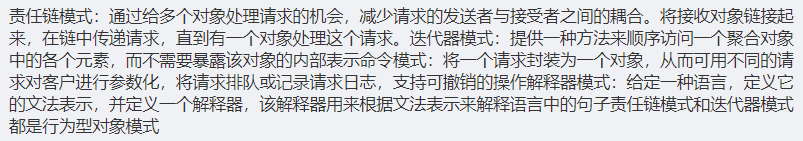 责任链模式：通过给多个对象处理请求的机会，减少请求的发送者与接受者之间的耦合。将接收对象链接起
来，在链中传递请求，直到有一个对象处理这个请求。迭代器模式：提供一种方法来顺序访问一个聚合对象
中的各个元素，而不需要暴露该对象的内部表示命令模式：将一个请求封装为一个对象，从而可用不同的请
求对客户进行参数化，将请求排队或记录请求日志，支持可撤销的操作解释器模式：给定一种语言，定义它
的文法表示，并定义一个解释器，该解释器用来根据文法表示来解释语言中的句子责任链模式和迭代器模式
都是行为型对象模式